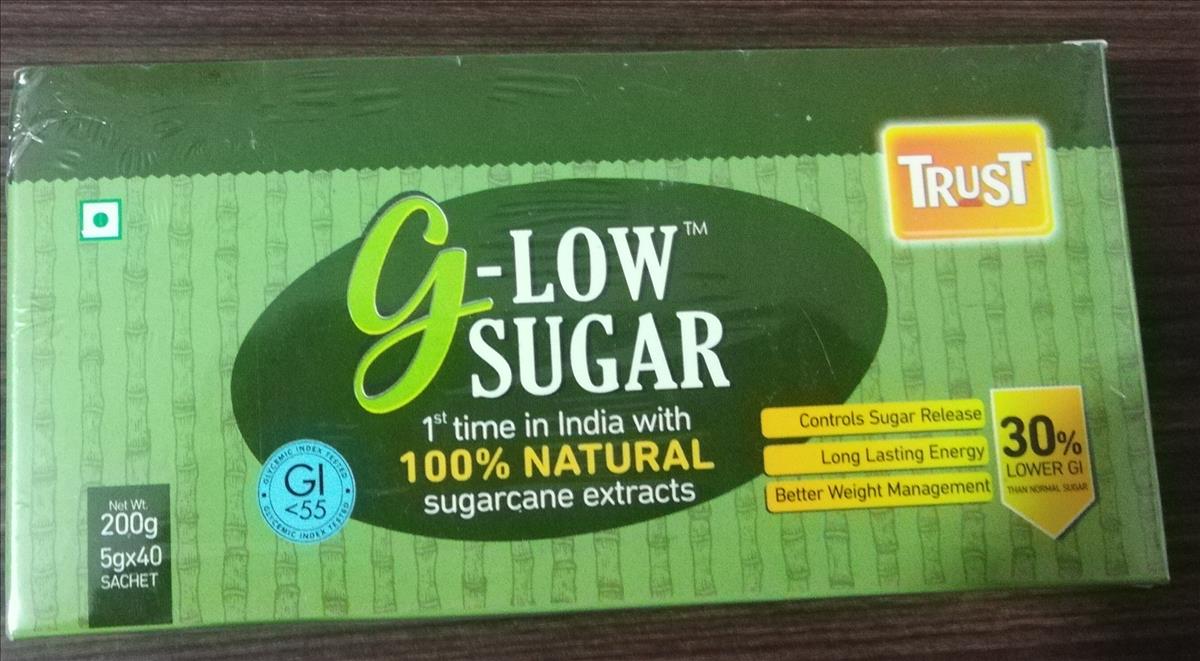 TRUST
G-LOW™
SUGAR
1st time in India with
100% NATURAL
sugarcane extracts
GLYCEMIC INDEX TESTED
GI
<55
GLYCEMIC INDEX TESTED
Controls Sugar Release
Long Lasting Energy
Better Weight Management
30%
LOWER GI
THAN NORMAL SUGAR
Net Wt.
200g
5gx40
SACHET